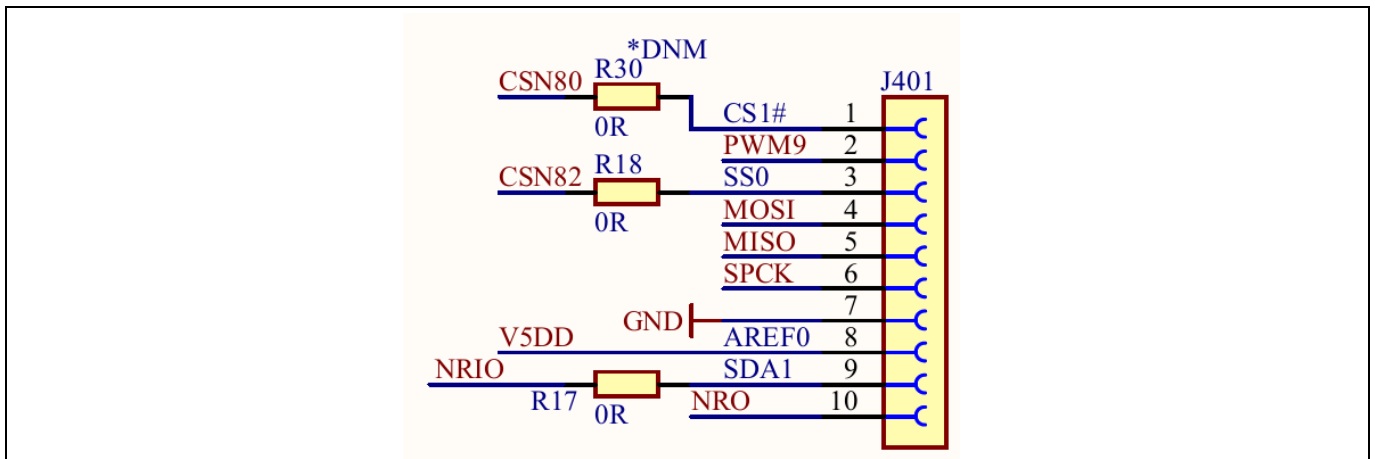 *DNM
CSN80 R30 J401
0R CS1# 1
PWM9 2
CSN82 R18 SS0 3
0R MOSI 4
MISO 5
SPCK 6
GND 7
V5DD AREF0 8
NRIO SDA1 9
R17 0R NRO 10